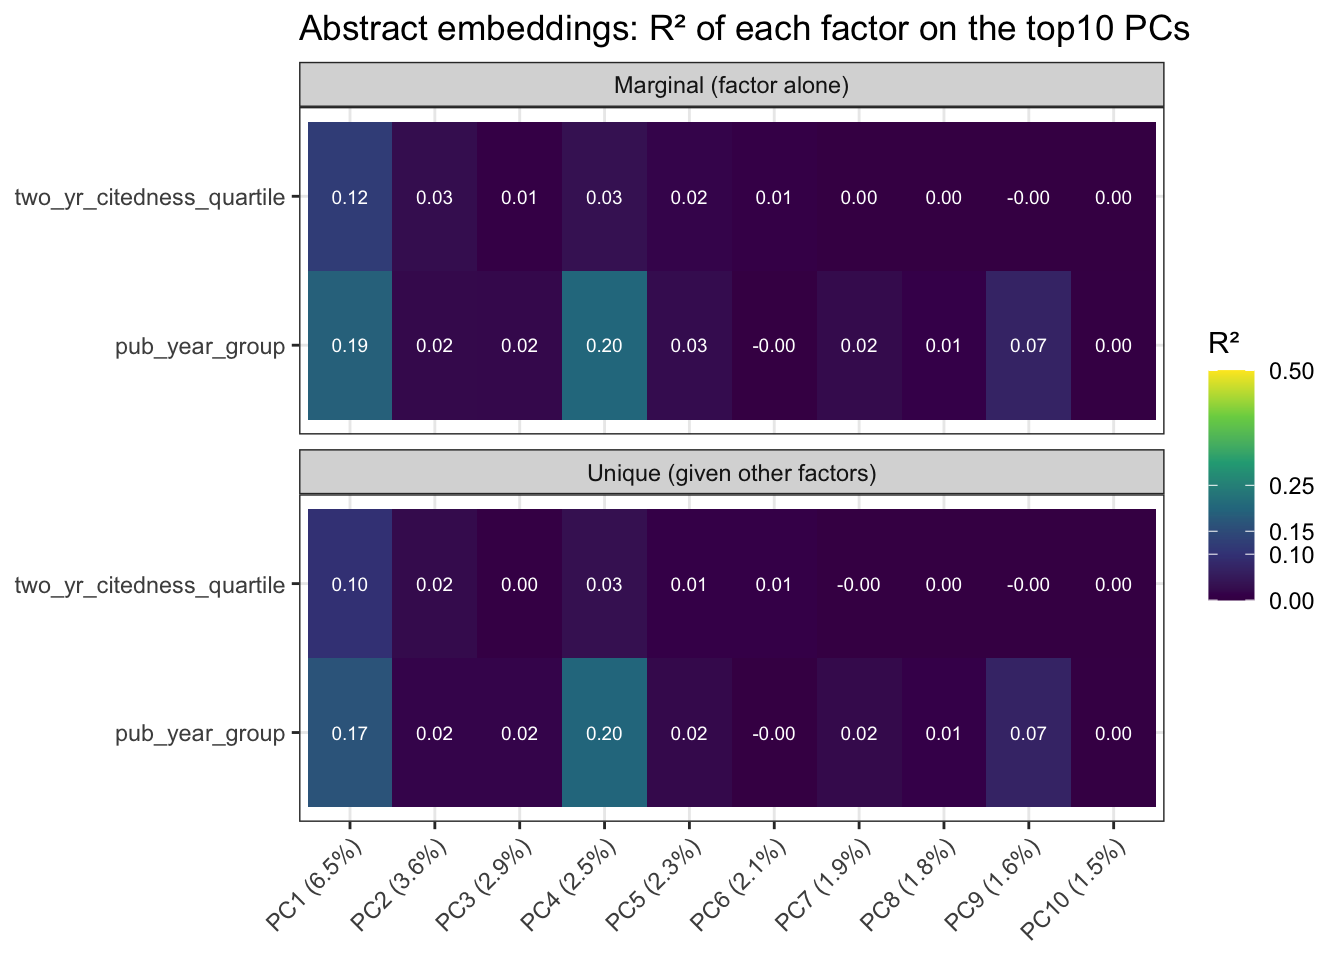 Abstract embeddings: R² of each factor on the top10 PCs
Marginal (factor alone)
two_yr_citedness_quartile 0.12 0.03 0.01 0.03 0.02 0.01 0.00 0.00 -0.00 0.00
pub_year_group 0.19 0.02 0.02 0.20 0.03 -0.00 0.02 0.01 0.07 0.00
Unique (given other factors)
two_yr_citedness_quartile 0.10 0.02 0.00 0.03 0.01 0.01 -0.00 0.00 -0.00 0.00
pub_year_group 0.17 0.02 0.02 0.20 0.02 -0.00 0.02 0.01 0.07 0.00
PC1 (6.5%) PC2 (3.6%) PC3 (2.9%) PC4 (2.5%) PC5 (2.3%) PC6 (2.1%) PC7 (1.9%) PC8 (1.8%) PC9 (1.6%) PC10 (1.5%)
R²
0.50
0.25
0.15
0.10
0.00